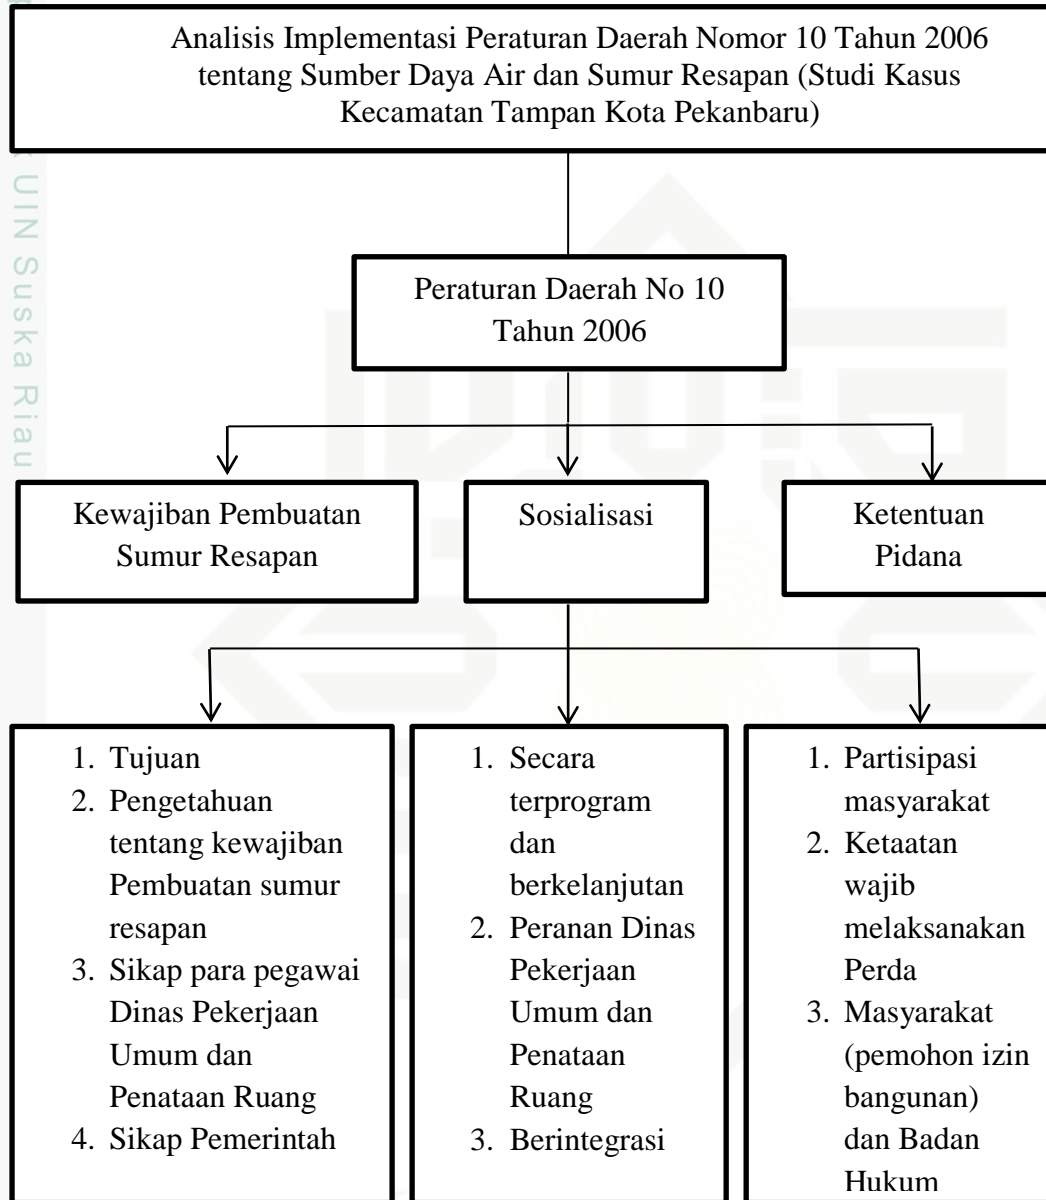 Analisis Implementasi Peraturan Daerah Nomor 10 Tahun 2006
tentang Sumber Daya Air dan Sumur Resapan (Studi Kasus
Kecamatan Tampan Kota Pekanbaru)
UIN Suska Riau
Peraturan Daerah No 10
Tahun 2006
Kewajiban Pembuatan
Sumur Resapan
Sosialisasi
Ketentuan
Pidana
1. Tujuan
2. Pengetahuan
tentang kewajiban
Pembuatan sumur
resapan
3. Sikap para pegawai
Dinas Pekerjaan
Umum dan
Penataan Ruang
4. Sikap Pemerintah
1. Secara
terprogram
dan
berkelanjutan
2. Peranan Dinas
Pekerjaan
Umum dan
Penataan
Ruang
3. Berintegrasi
1. Partisipasi
masyarakat
2. Ketaatan
wajib
melaksanakan
Perda
3. Masyarakat
(pemohon izin
bangunan)
dan Badan
Hukum